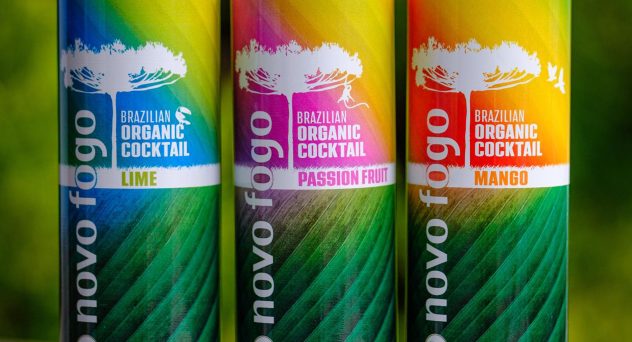 novo fogo
BRAZILIAN
ORGANIC
COCKTAIL
LIME
novo fogo
BRAZILIAN
ORGANIC
COCKTAIL
PASSION FRUIT
novo fogo
BRAZILIAN
ORGANIC
COCKTAIL
MANGO